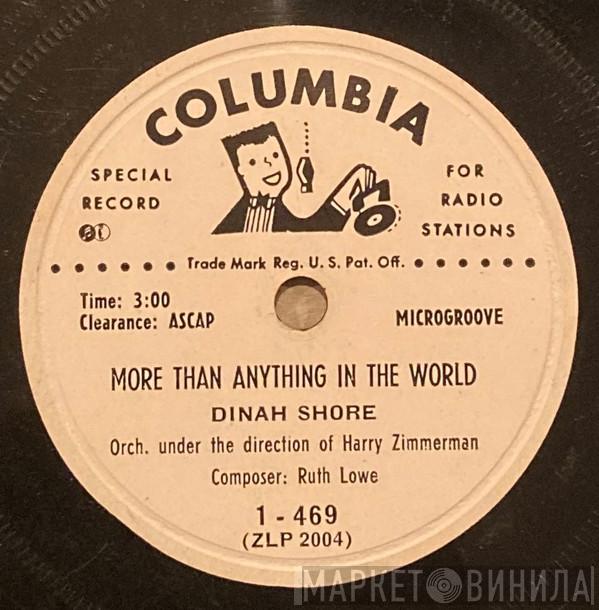 COLUMBIA
SPECIAL RECORD
FOR RADIO STATIONS
Trade Mark Reg. U. S. Pat. Off.
Time: 3:00
Clearance: ASCAP
MICROGROOVE
MORE THAN ANYTHING IN THE WORLD
DINAH SHORE
Orch. under the direction of Harry Zimmerman
Composer: Ruth Lowe
1 - 469
(ZLP 2004)
МАРКЕТ ВИНИЛА